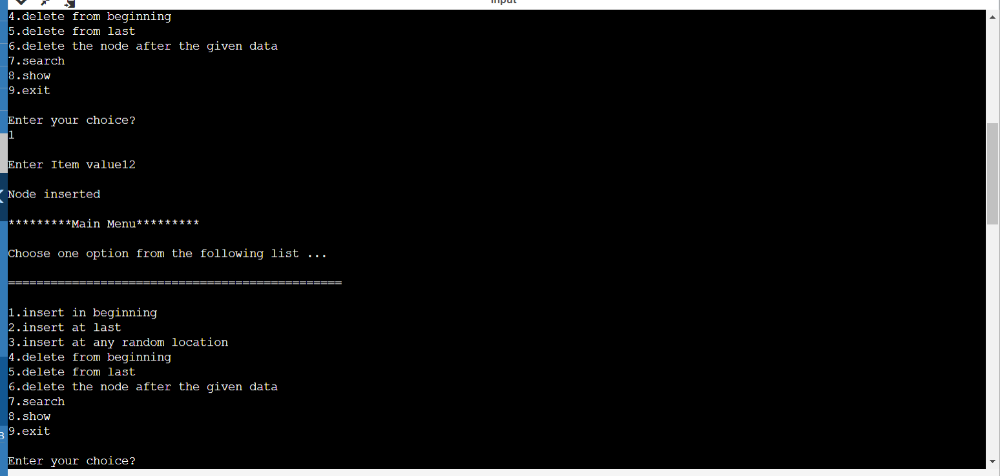 input
4.delete from beginning
5.delete from last
6.delete the node after the given data
7.search
8.show
9.exit
Enter your choice?
1
Enter Item value12
Node inserted
*********Main Menu*********
Choose one option from the following list ...
===============================================
1.insert in beginning
2.insert at last
3.insert at any random location
4.delete from beginning
5.delete from last
6.delete the node after the given data
7.search
8.show
9.exit
Enter your choice?